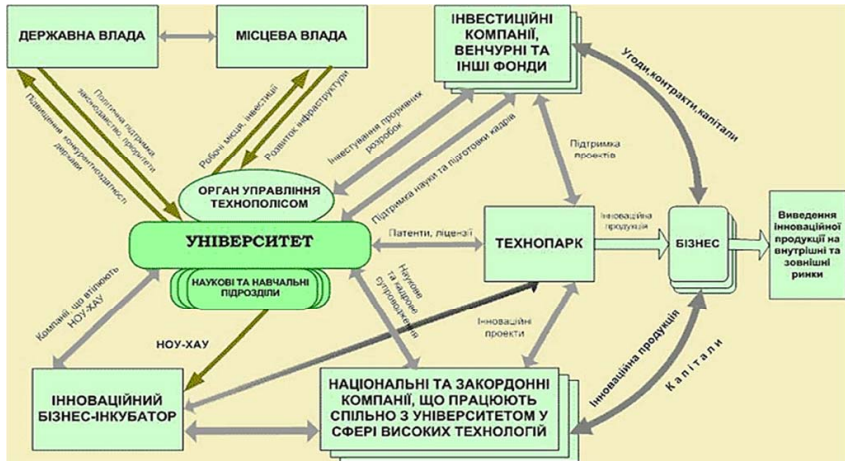 ДЕРЖАВНА ВЛАДА
МІСЦЕВА ВЛАДА
ІНВЕСТИЦІЙНІ
КОМПАНІЇ,
ВЕНЧУРНІ ТА
ІНШІ ФОНДИ
Угоди,контракти,капітали
Політична підтримка,
законодавство, пріоритети
Підвищення конкурентноздатності
держави
Робочі місця, інвестиції
Розвиток інфраструктури
Інвестування проривних
розробок
Підтримка науки та підготовки кадрів
Підтримка
проектів
ОРГАН УПРАВЛІННЯ
ТЕХНОПОЛІСОМ
УНІВЕРСИТЕТ
НАУКОВІ ТА НАВЧАЛЬНІ
ПІДРОЗДІЛИ
Патенти, ліцензії
ТЕХНОПАРК
Інноваційна
продукція
БІЗНЕС
Виведення
інноваційної
продукції на
внутрішні та
зовнішні
ринки
Компанії, що втілюють
НОУ-ХАУ
НОУ-ХАУ
Наукове
та кадрове
супроводження
Інноваційні
проекти
Інноваційна продукція
Капітали
ІННОВАЦІЙНИЙ
БІЗНЕС-ІНКУБАТОР
НАЦІОНАЛЬНІ ТА ЗАКОРДОННІ
КОМПАНІЇ, ЩО ПРАЦЮЮТЬ
СПІЛЬНО З УНІВЕРСИТЕТОМ У
СФЕРІ ВИСОКИХ ТЕХНОЛОГІЙ